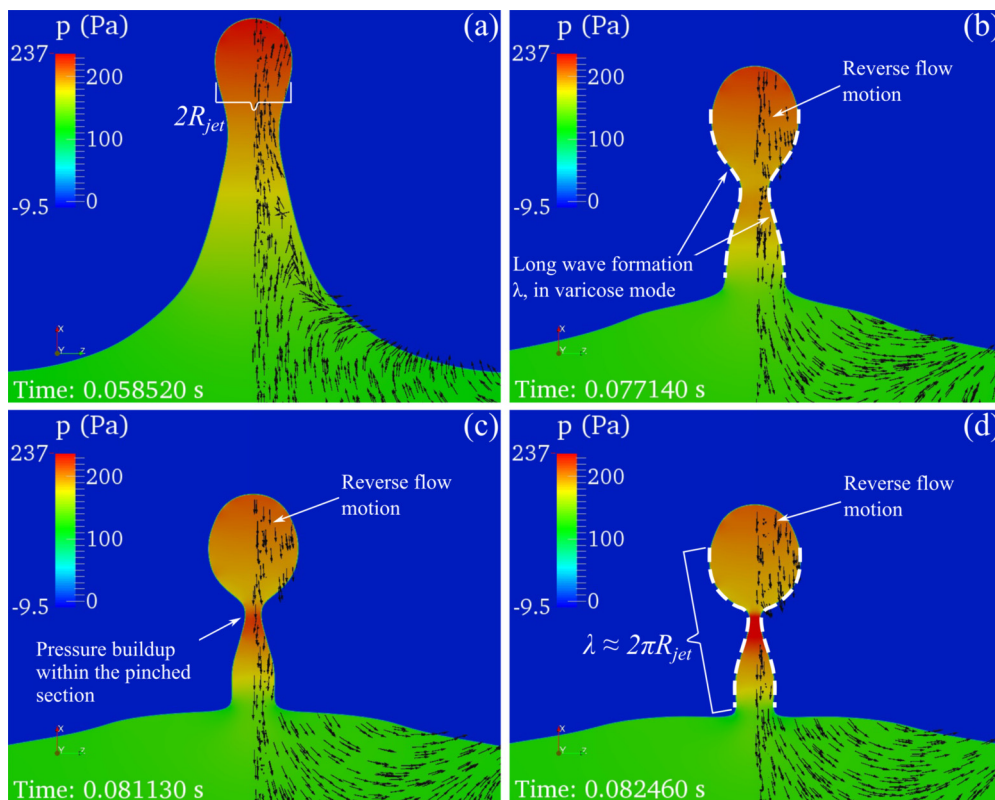 p (Pa)
(a)
237
200
100
0
-9.5
2R_jet
X
Y
Z
Time: 0.058520 s
p (Pa)
(b)
237
200
100
0
-9.5
Reverse flow
motion
Long wave formation
λ, in varicose mode
X
Y
Z
Time: 0.077140 s
p (Pa)
(c)
237
200
100
0
-9.5
Reverse flow
motion
Pressure buildup
within the pinched
section
X
Y
Z
Time: 0.081130 s
p (Pa)
(d)
237
200
100
0
-9.5
Reverse flow
motion
λ ≈ 2πR_jet
X
Y
Z
Time: 0.082460 s